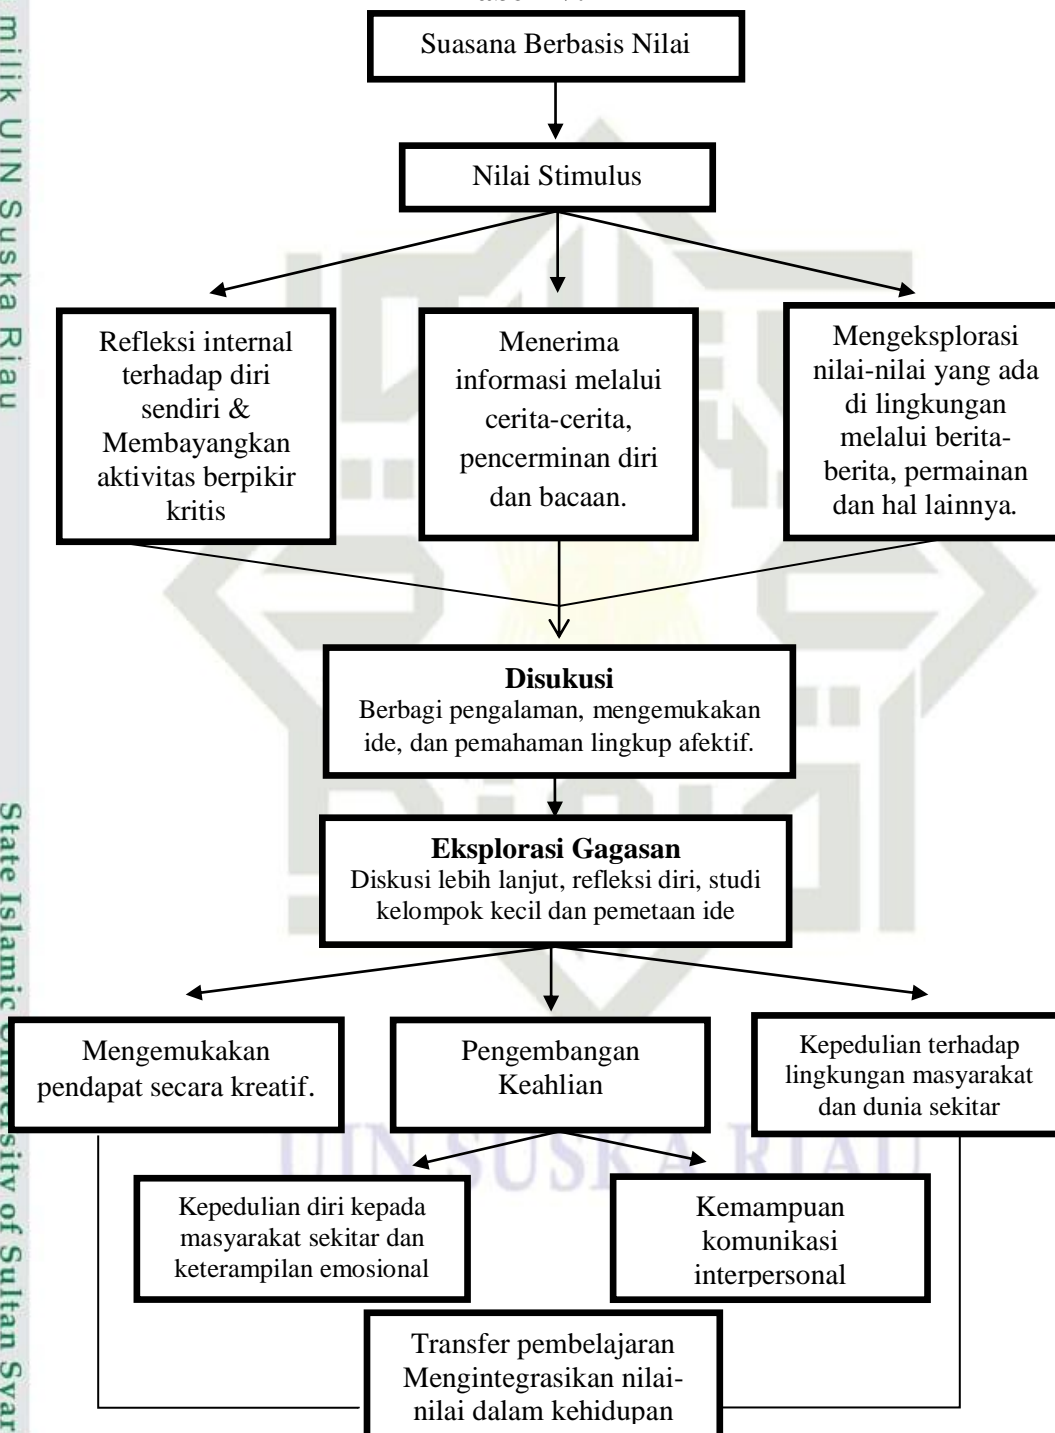 Suasana Berbasis Nilai
Nilai Stimulus
Refleksi internal
terhadap diri
sendiri &
Membayangkan
aktivitas berpikir
kritis
Menerima
informasi melalui
cerita-cerita,
pencerminan diri
dan bacaan.
Mengeksplorasi
nilai-nilai yang ada
di lingkungan
melalui berita-
berita, permainan
dan hal lainnya.
Disukusi
Berbagi pengalaman, mengemukakan
ide, dan pemahaman lingkup afektif.
Eksplorasi Gagasan
Diskusi lebih lanjut, refleksi diri, studi
kelompok kecil dan pemetaan ide
Mengemukakan
pendapat secara kreatif.
Pengembangan
Keahlian
Kepedulian terhadap
lingkungan masyarakat
dan dunia sekitar
Kepedulian diri kepada
masyarakat sekitar dan
keterampilan emosional
Kemampuan
komunikasi
interpersonal
Transfer pembelajaran
Mengintegrasikan nilai-
nilai dalam kehidupan
UIN SUSKA RIAU
milik UIN Suska Riau
State Islamic University of Sultan Syar